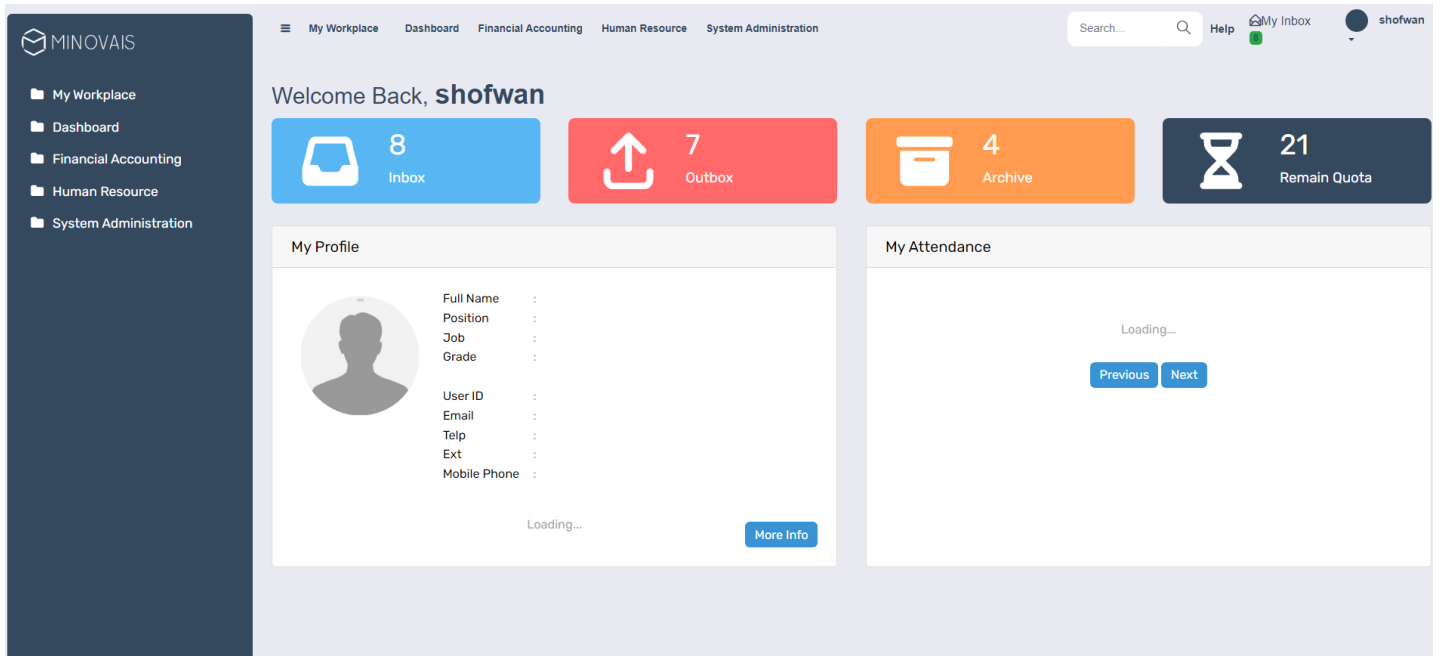 MINOVAIS
My Workplace
Dashboard
Financial Accounting
Human Resource
System Administration
My Workplace Dashboard Financial Accounting Human Resource System Administration
Search... Help My Inbox 8 shofwan
Welcome Back, shofwan
8
Inbox
7
Outbox
4
Archive
21
Remain Quota
My Profile
Full Name :
Position :
Job :
Grade :
User ID :
Email :
Telp :
Ext :
Mobile Phone :
Loading...
More Info
My Attendance
Loading...
Previous Next